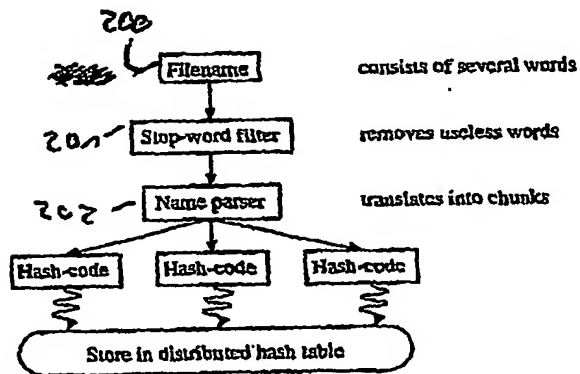 200
Filename consists of several words
201 Stop-word filter removes useless words
202 Name parser translates into chunks
Hash-code Hash-code Hash-code
Store in distributed hash table